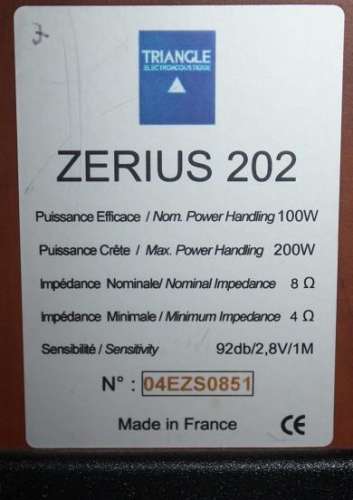 TRIANGLE
ELECTROACOUSTIQUE
ZERIUS 202
Puissance Efficace / Nom. Power Handling 100W
Puissance Crête / Max. Power Handling 200W
Impédance Nominale/ Nominal Impedance 8 Ω
Impédance Minimale / Minimum Impedance 4 Ω
Sensibilité / Sensitivity 92db/2,8V/1M
N° : 04EZS0851
Made in France CE